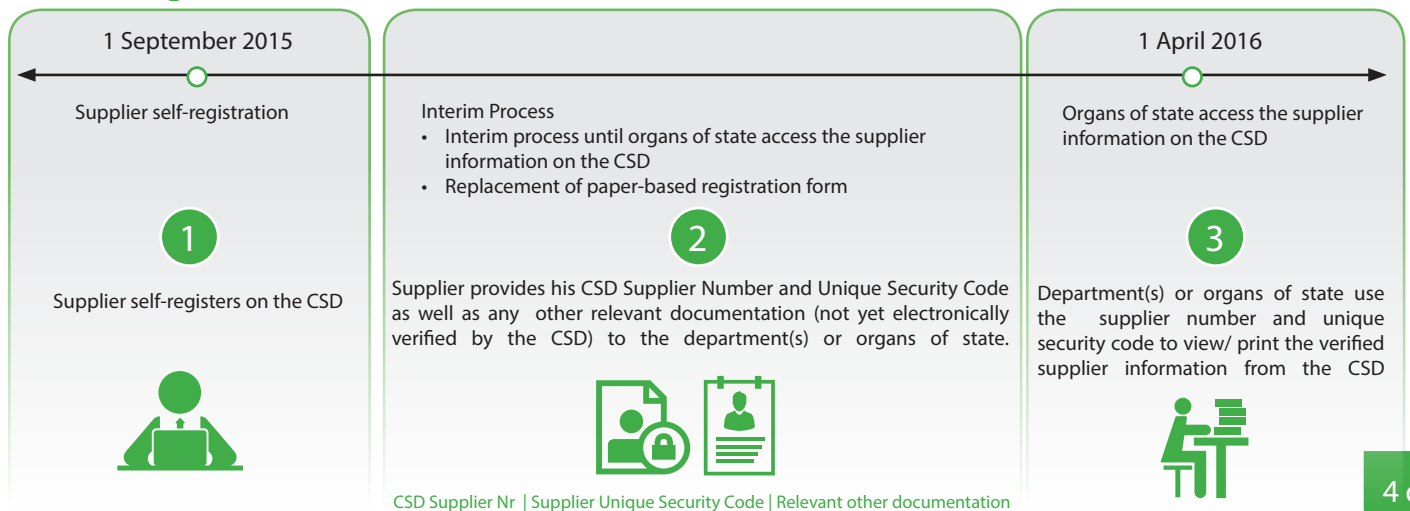 1 September 2015
Supplier self-registration
1
Supplier self-registers on the CSD
Interim Process
• Interim process until organs of state access the supplier
information on the CSD
• Replacement of paper-based registration form
2
Supplier provides his CSD Supplier Number and Unique Security Code
as well as any other relevant documentation (not yet electronically
verified by the CSD) to the department(s) or organs of state.
CSD Supplier Nr | Supplier Unique Security Code | Relevant other documentation
1 April 2016
Organs of state access the supplier
information on the CSD
3
Department(s) or organs of state use
the supplier number and unique
security code to view/ print the verified
supplier information from the CSD
4